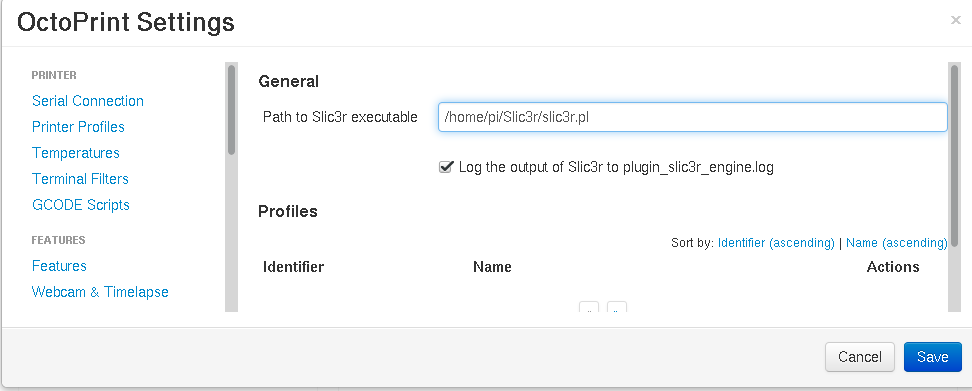 OctoPrint Settings
×
PRINTER
Serial Connection
Printer Profiles
Temperatures
Terminal Filters
GCODE Scripts
FEATURES
Features
Webcam & Timelapse
General
Path to Slic3r executable
/home/pi/Slic3r/slic3r.pl
Log the output of Slic3r to plugin_slic3r_engine.log
Profiles
Sort by: Identifier (ascending) | Name (ascending)
Identifier Name Actions
Cancel Save